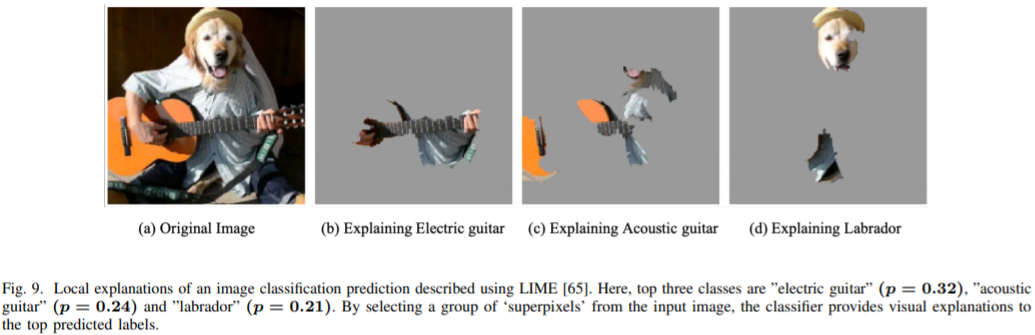 (a) Original Image
(b) Explaining Electric guitar
(c) Explaining Acoustic guitar
(d) Explaining Labrador
Fig. 9. Local explanations of an image classification prediction described using LIME [65]. Here, top three classes are ”electric guitar” (p = 0.32), ”acoustic
guitar” (p = 0.24) and ”labrador” (p = 0.21). By selecting a group of ‘superpixels’ from the input image, the classifier provides visual explanations to
the top predicted labels.